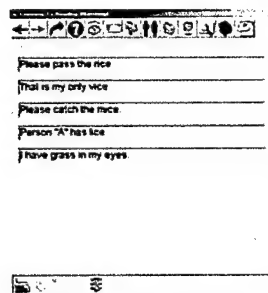 Please pass the rice
That is my only vice
Please catch the mice.
Person "A" has lice
I have grass in my eyes.